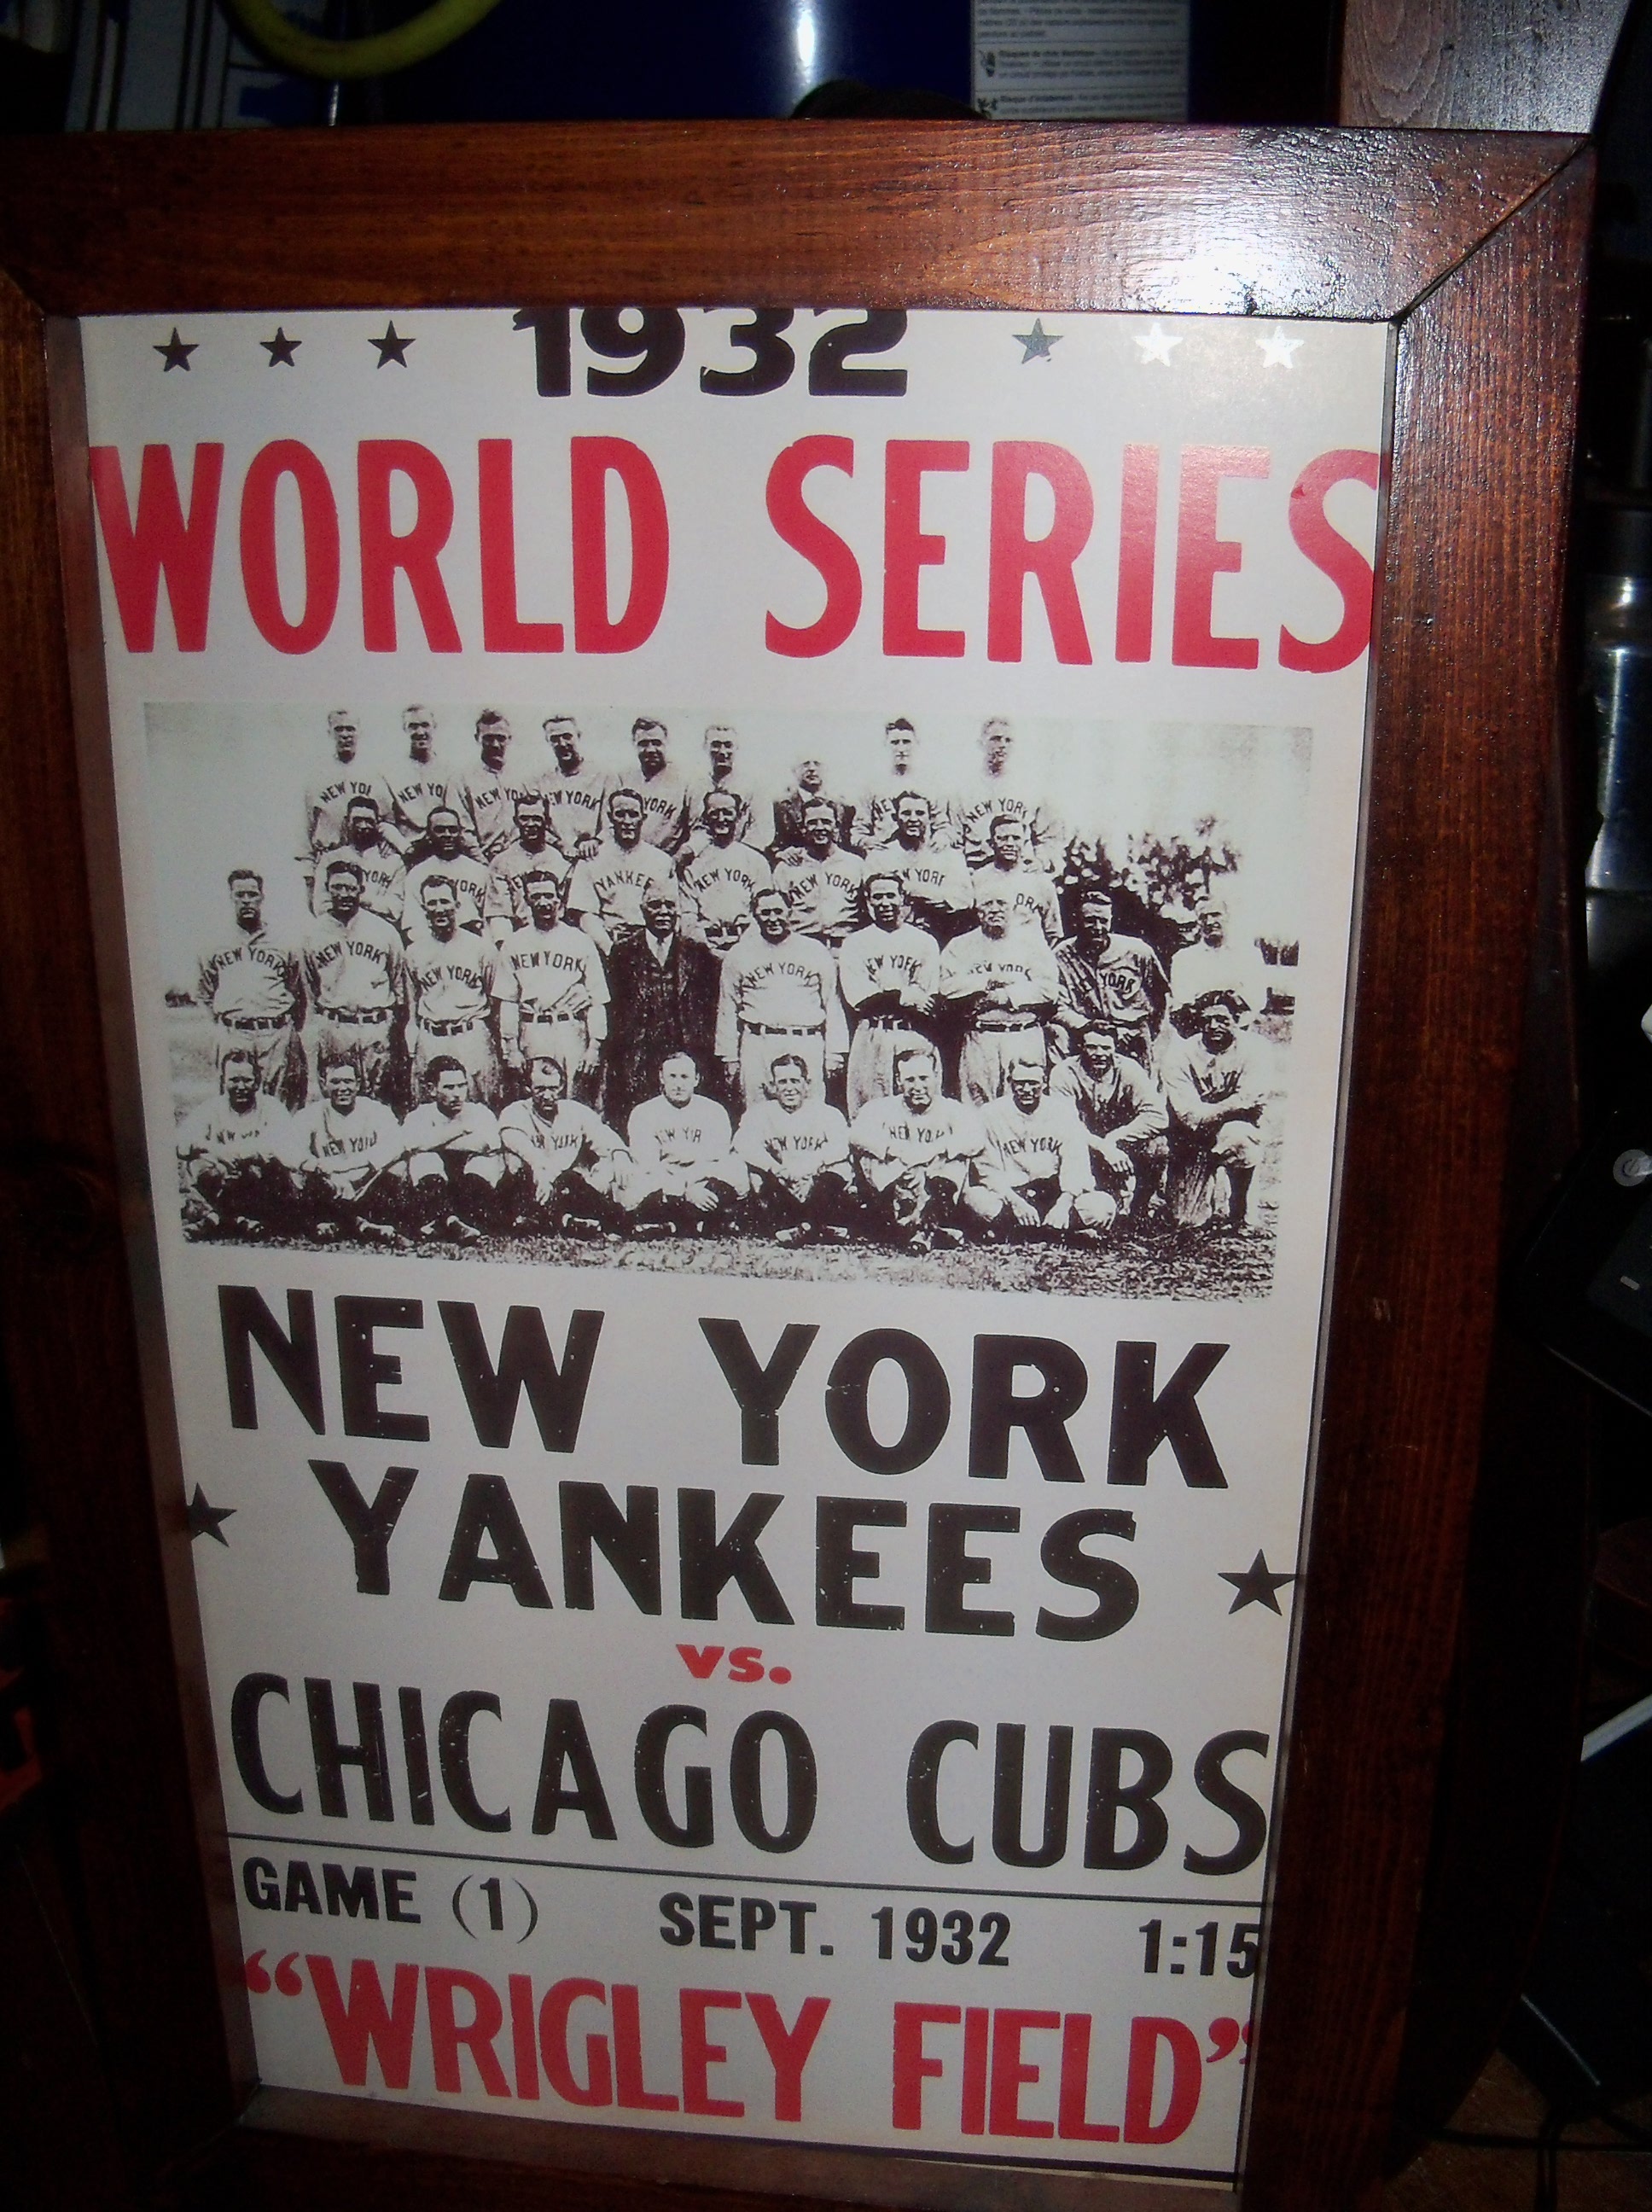 1932
WORLD SERIES
NEW YORK
YANKEES
vs.
CHICAGO CUBS
GAME (1) SEPT. 1932 1:15
“WRIGLEY FIELD”